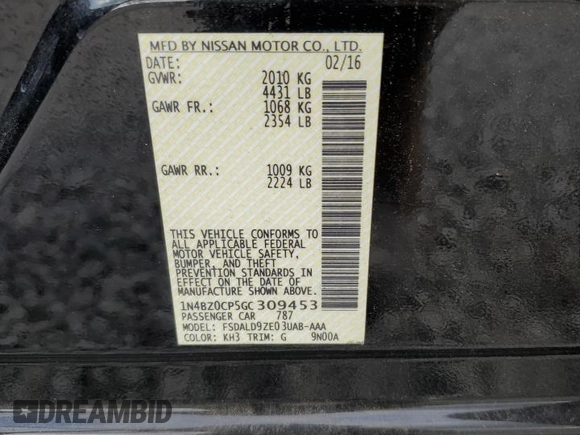 MFD BY NISSAN MOTOR CO., LTD.
DATE: 02/16
GVWR: 2010 KG
4431 LB
GAWR FR.: 1068 KG
2354 LB
GAWR RR.: 1009 KG
2224 LB
THIS VEHICLE CONFORMS TO
ALL APPLICABLE FEDERAL
MOTOR VEHICLE SAFETY,
BUMPER, AND THEFT
PREVENTION STANDARDS IN
EFFECT ON THE DATE OF
MANUFACTURE SHOWN ABOVE.
1N4BZ0CP5GC309453
PASSENGER CAR 787
MODEL: FSDALD9ZE03UAB-AAA
COLOR: KH3 TRIM: G 9N00A
DREAMBID